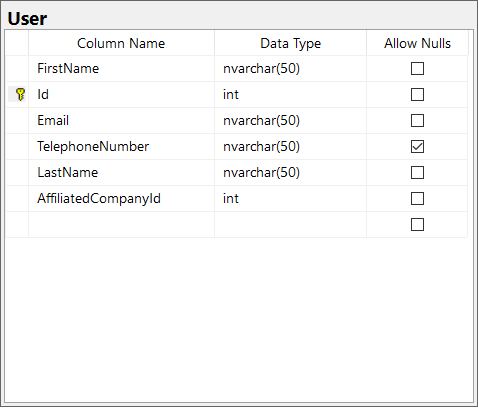 User
Column Name Data Type Allow Nulls
FirstName nvarchar(50)
Id int
Email nvarchar(50)
TelephoneNumber nvarchar(50)
LastName nvarchar(50)
AffiliatedCompanyId int